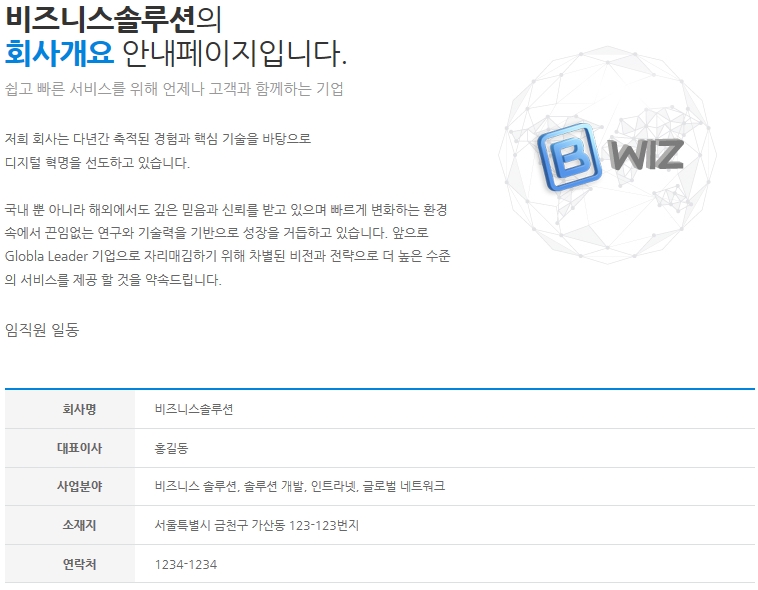 비즈니스솔루션의
회사개요 안내페이지입니다.
쉽고 빠른 서비스를 위해 언제나 고객과 함께하는 기업
저희 회사는 다년간 축적된 경험과 핵심 기술을 바탕으로
디지털 혁명을 선도하고 있습니다.
국내 뿐 아니라 해외에서도 깊은 믿음과 신뢰를 받고 있으며 빠르게 변화하는 환경
속에서 끈임없는 연구와 기술력을 기반으로 성장을 거듭하고 있습니다. 앞으로
Globla Leader 기업으로 자리매김하기 위해 차별된 비전과 전략으로 더 높은 수준
의 서비스를 제공 할 것을 약속드립니다.
임직원 일동
B WIZ
회사명 비즈니스솔루션
대표이사 홍길동
사업분야 비즈니스 솔루션, 솔루션 개발, 인트라넷, 글로벌 네트워크
소재지 서울특별시 금천구 가산동 123-123번지
연락처 1234-1234